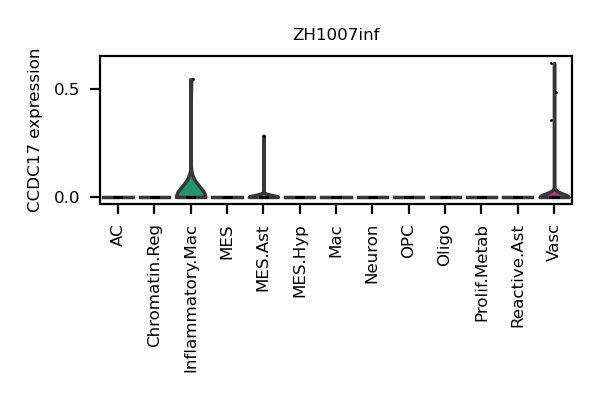 ZH1007inf
CCDC17 expression
0.5
0.0
AC
Chromatin.Reg
Inflammatory.Mac
MES
MES.Ast
MES.Hyp
Mac
Neuron
OPC
Oligo
Prolif.Metab
Reactive.Ast
Vasc